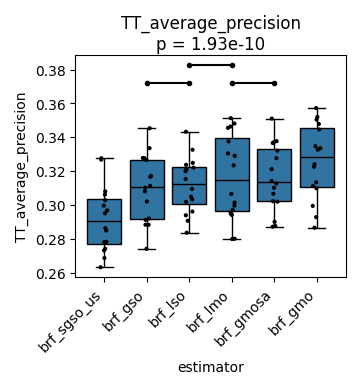 TT_average_precision
p = 1.93e-10
TT_average_precision
0.38
0.36
0.34
0.32
0.30
0.28
0.26
brf_sgso_us
brf_gso
brf_lso
brf_lmo
brf_gmosa
brf_gmo
estimator